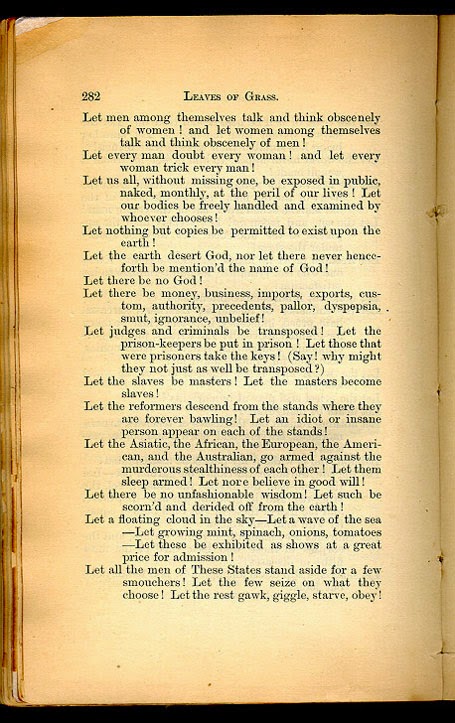 282 LEAVES OF GRASS.
Let men among themselves talk and think obscenely
of women! and let women among themselves
talk and think obscenely of men!
Let every man doubt every woman! and let every
woman trick every man!
Let us all, without missing one, be exposed in public,
naked, monthly, at the peril of our lives! Let
our bodies be freely handled and examined by
whoever chooses!
Let nothing but copies be permitted to exist upon the
earth!
Let the earth desert God, nor let there never hence-
forth be mention'd the name of God!
Let there be no God!
Let there be money, business, imports, exports, cus-
tom, authority, precedents, pallor, dyspepsia,
smut, ignorance, unbelief!
Let judges and criminals be transposed! Let the
prison-keepers be put in prison! Let those that
were prisoners take the keys! (Say! why might
they not just as well be transposed?)
Let the slaves be masters! Let the masters become
slaves!
Let the reformers descend from the stands where they
are forever bawling! Let an idiot or insane
person appear on each of the stands!
Let the Asiatic, the African, the European, the Ameri-
can, and the Australian, go armed against the
murderous stealthiness of each other! Let them
sleep armed! Let none believe in good will!
Let there be no unfashionable wisdom! Let such be
scorn'd and derided off from the earth!
Let a floating cloud in the sky—Let a wave of the sea
—Let growing mint, spinach, onions, tomatoes
—Let these be exhibited as shows at a great
price for admission!
Let all the men of These States stand aside for a few
smouchers! Let the few seize on what they
choose! Let the rest gawk, giggle, starve, obey!